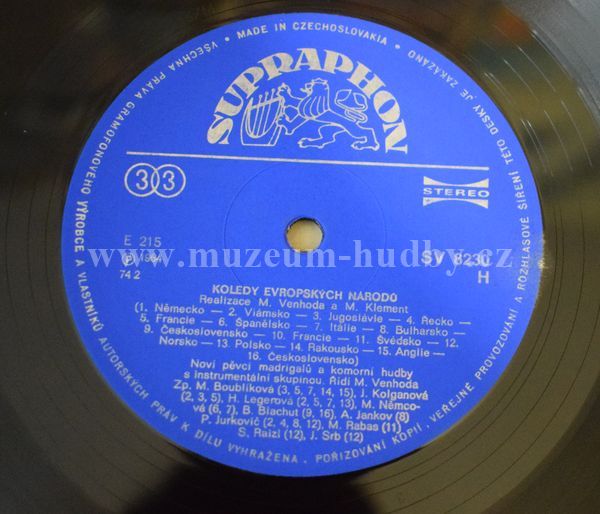 VŠECHNA PRÁVA GRAMOFONOVÉHO VÝROBCE A VLASTNÍKŮ AUTORSKÝCH PRÁV K DÍLU VYHRAŽENA. POŘIZOVÁNÍ KOPIÍ, VEŘEJNÉ PROVOZOVÁNÍ A ROZHLASOVÉ ŠÍŘENÍ TÉTO DESKY JE ZAKÁZÁNO • MADE IN CZECHOSLOVAKIA •
SUPRAPHON
33
STEREO
E 215
Ⓟ 1964
74 2
SV 8230
H
www.muzeum-hudby.cz
KOLEDY EVROPSKÝCH NÁRODŮ
Realizace M. Venhoda a M. Klement
(1. Německo — 2. Vlámsko — 3. Jugoslávie — 4. Řecko —
5. Francie — 6. Španělsko — 7. Itálie — 8. Bulharsko —
9. Československo — 10. Francie — 11. Švédsko — 12.
Norsko — 13. Polsko — 14. Rakousko — 15. Anglie —
16. Československo)
Noví pěvci madrigalů a komorní hudby
s instrumentální skupinou. Řídí M. Venhoda
Zp. M. Boublíková (3, 5, 7, 14, 15), J. Kolganová
(2, 3, 5), H. Legerová (2, 5, 7, 13), M. Němco-
vá (6, 7), B. Blachut (9, 16), A. Jankov (8)
P. Jurkovič (2, 4, 8, 12), M. Rabas (11)
S. Raizl (12), J. Srb (12)